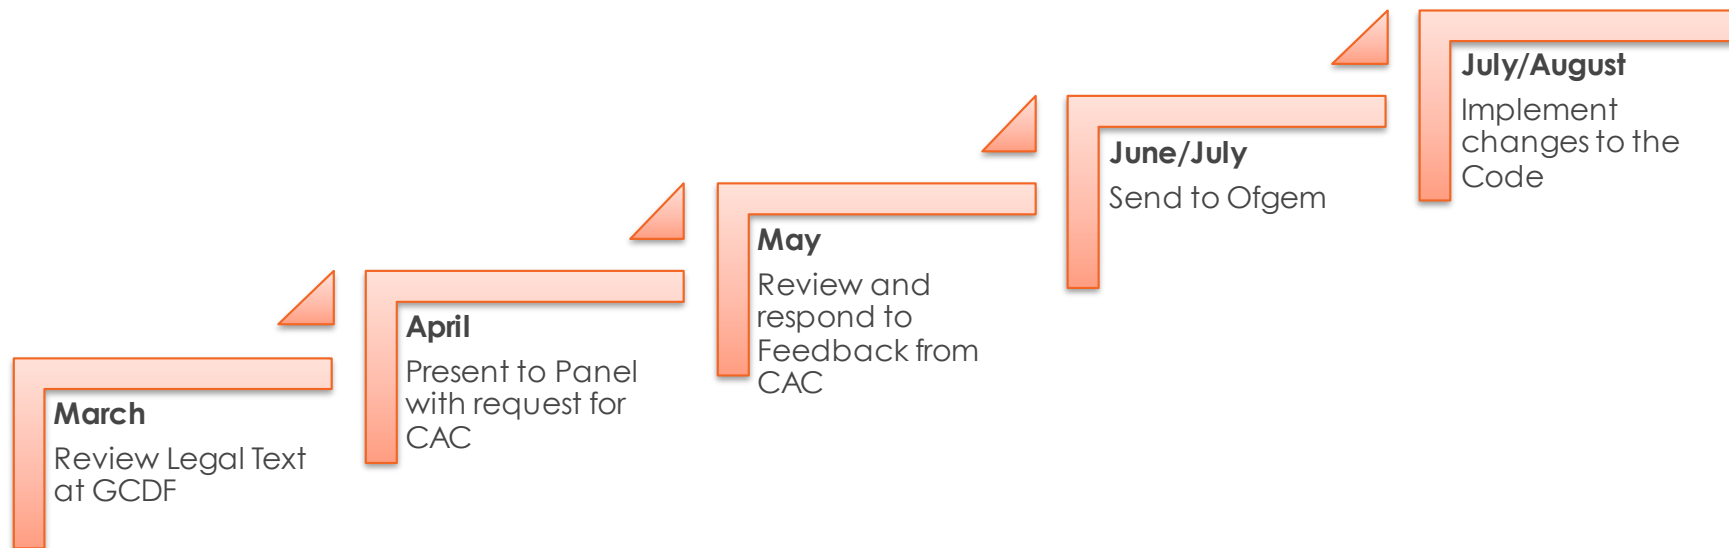 March
Review Legal Text
at GCDF
April
Present to Panel
with request for
CAC
May
Review and
respond to
Feedback from
CAC
June/July
Send to Ofgem
July/August
Implement
changes to the
Code